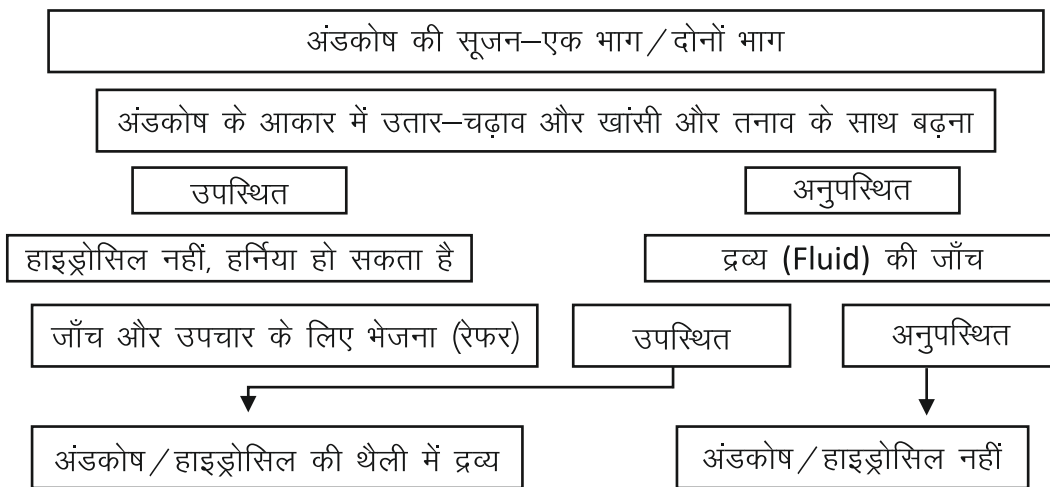 अंडकोष की सूजन–एक भाग/दोनों भाग
अंडकोष के आकार में उतार–चढ़ाव और खांसी और तनाव के साथ बढ़ना
उपस्थित
अनुपस्थित
हाइड्रोसिल नहीं, हर्निया हो सकता है
द्रव्य (Fluid) की जाँच
जाँच और उपचार के लिए भेजना (रेफर)
उपस्थित
अनुपस्थित
अंडकोष/हाइड्रोसिल की थैली में द्रव्य
अंडकोष/हाइड्रोसिल नहीं